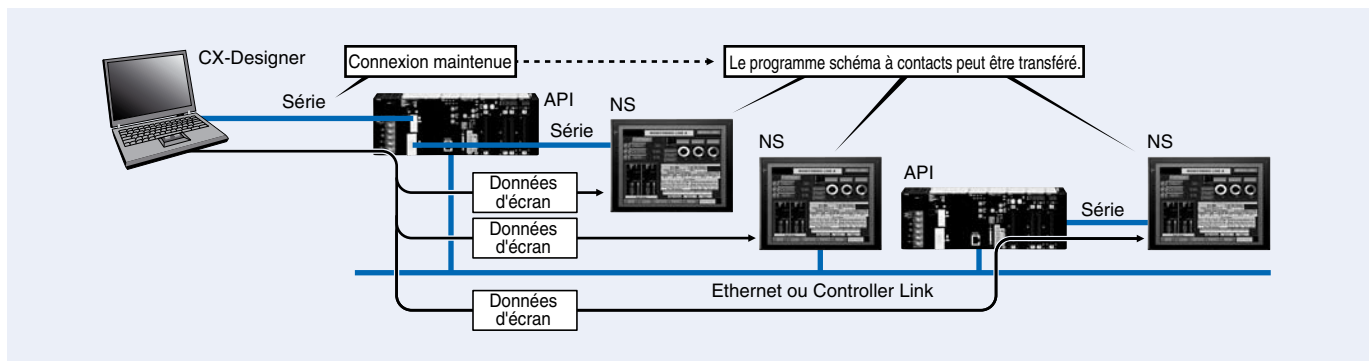 CX-Designer
Connexion maintenue
Le programme schéma à contacts peut être transféré.
Série
API
NS
Série
NS
NS
API
Données
d'écran
Série
Données
d'écran
Ethernet ou Controller Link
Données
d'écran